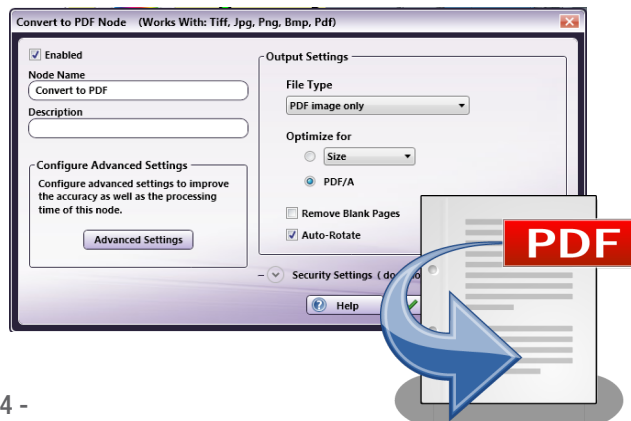 Convert to PDF Node (Works With: Tiff, Jpg, Png, Bmp, Pdf)
Enabled
Node Name
Convert to PDF
Description
Configure Advanced Settings
Configure advanced settings to improve
the accuracy as well as the processing
time of this node.
Advanced Settings
Output Settings
File Type
PDF image only
Optimize for
Size
PDF/A
Remove Blank Pages
Auto-Rotate
Security Settings
Help
PDF
4 -